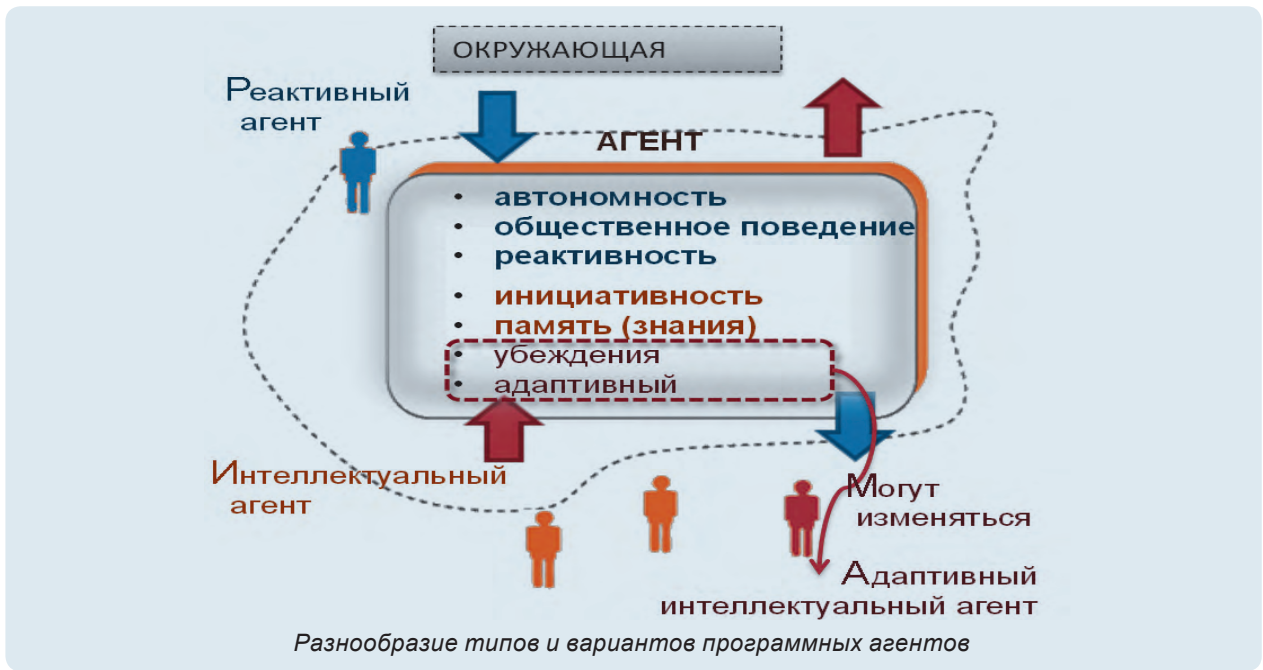 ОКРУЖАЮЩАЯ
Реактивный
агент
АГЕНТ
• автономность
• общественное поведение
• реактивность
• инициативность
• память (знания)
• убеждения
• адаптивный
Интеллектуальный
агент
Могут
изменяться
Адаптивный
интеллектуальный агент
Разнообразие типов и вариантов программных агентов